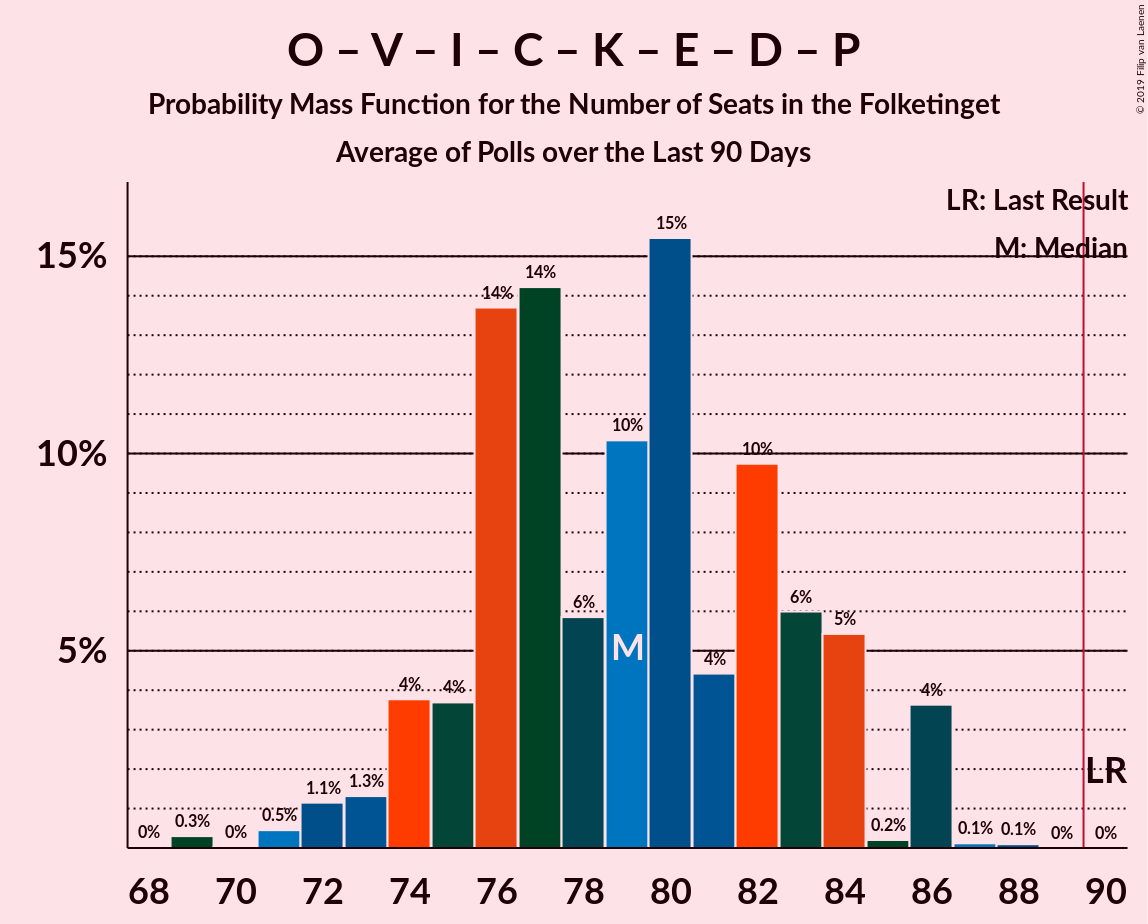 O – V – I – C – K – E – D – P
Probability Mass Function for the Number of Seats in the Folketinget
Average of Polls over the Last 90 Days
© 2019 Filip van Laenen
LR: Last Result
M: Median
15%
10%
5%
0%
0.3%
0%
0.5%
1.1%
1.3%
4%
4%
14%
14%
6%
10%
15%
4%
10%
6%
5%
0.2%
4%
0.1%
0.1%
0%
0%
M
LR
68 70 72 74 76 78 80 82 84 86 88 90